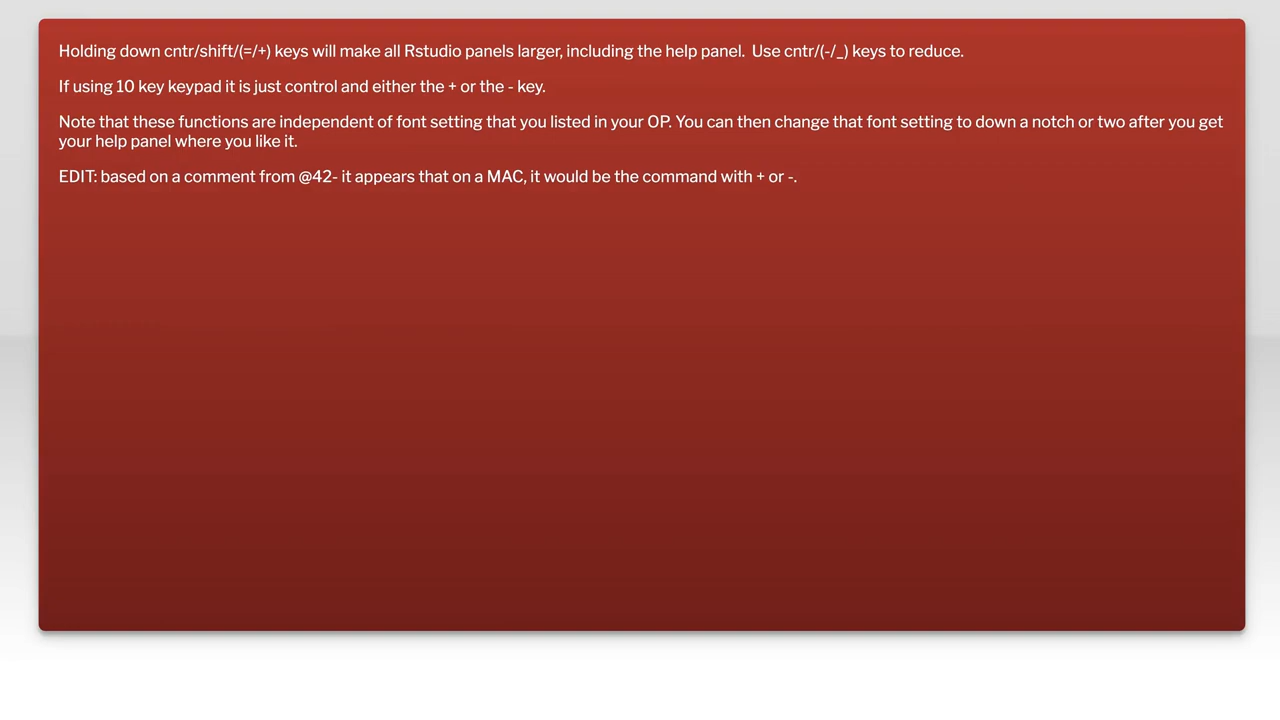 Holding down cntr/shift/(=/+) keys will make all Rstudio panels larger, including the help panel.  Use cntr/(-/_) keys to reduce.
If using 10 key keypad it is just control and either the + or the - key.
Note that these functions are independent of font setting that you listed in your OP. You can then change that font setting to down a notch or two after you get
your help panel where you like it.
EDIT: based on a comment from @42- it appears that on a MAC, it would be the command with + or -.